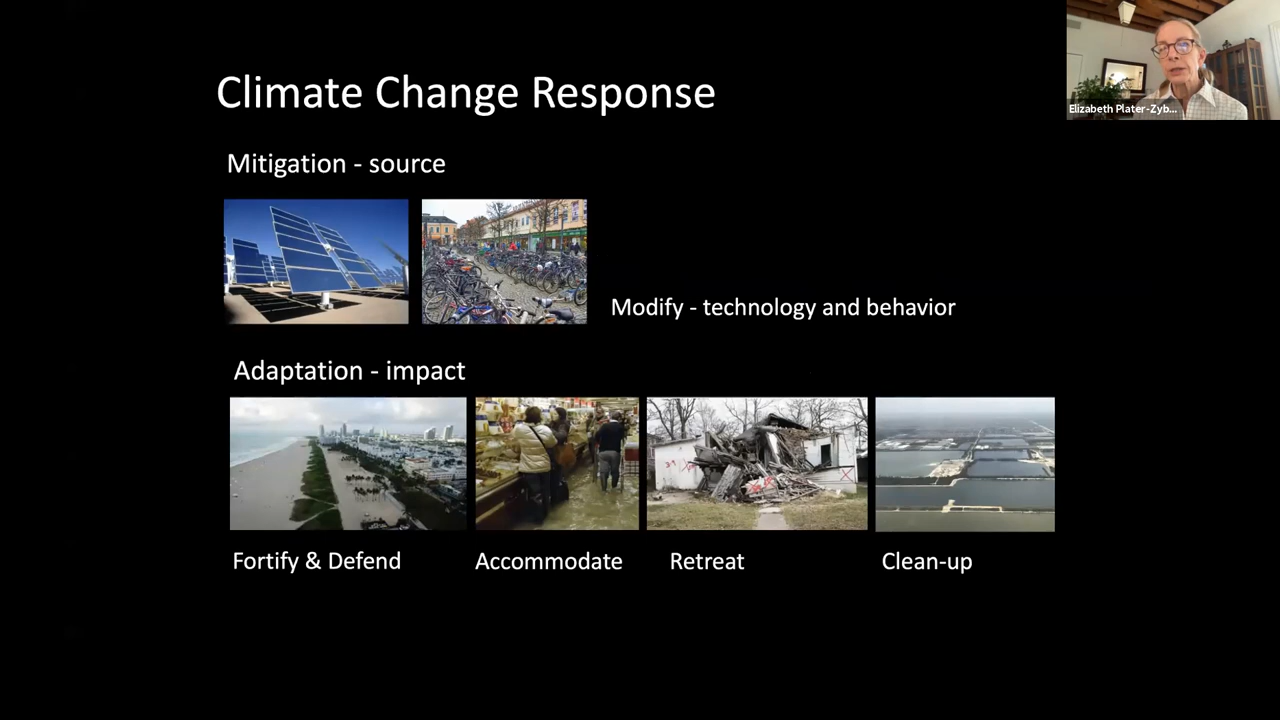 Climate Change Response
Elizabeth Plater-Zyb...
Mitigation - source
Modify - technology and behavior
Adaptation - impact
Fortify & Defend
Accommodate
Retreat
Clean-up